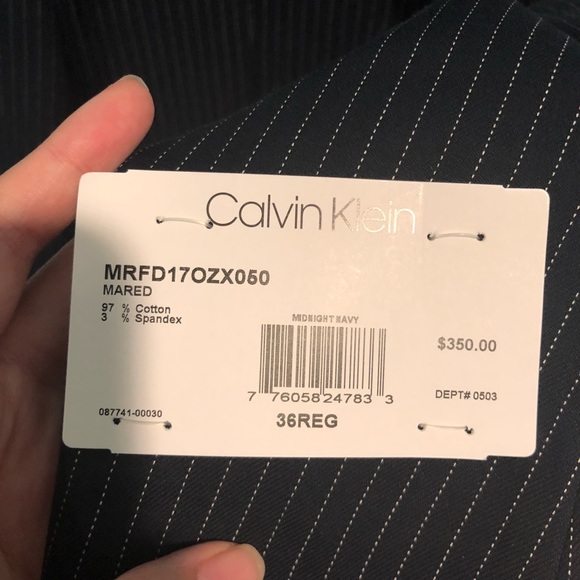 Calvin Klein
MRFD17OZX050
MARED
97 % Cotton
3 % Spandex
MIDNIGHT NAVY
$350.00
7 76058 24783 3
DEPT# 0503
087741-00030
36REG